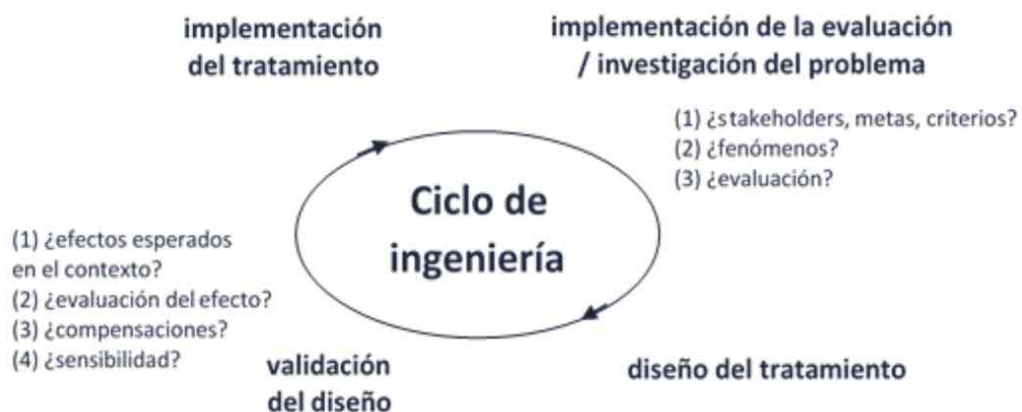 implementación
del tratamiento
implementación de la evaluación
/ investigación del problema
(1) ¿stakeholders, metas, criterios?
(2) ¿fenómenos?
(3) ¿evaluación?
Ciclo de
ingeniería
(1) ¿efectos esperados
en el contexto?
(2) ¿evaluación del efecto?
(3) ¿compensaciones?
(4) ¿sensibilidad?
validación
del diseño
diseño del tratamiento